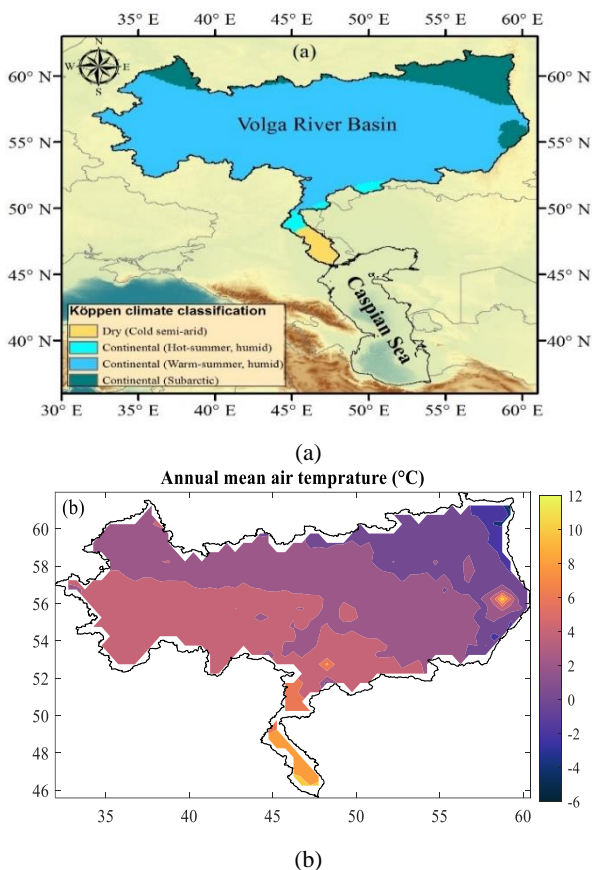 35° E 40° E 45° E 50° E 55° E 60° E
(a)
N
W E
S
60° N 60° N
Volga River Basin
55° N 55° N
50° N 50° N
45° N 45° N
Caspian Sea
Köppen climate classification
Dry (Cold semi-arid)
40° N 40° N
Continental (Hot-summer, humid)
Continental (Warm-summer, humid)
Continental (Subarctic)
30° E 35° E 40° E 45° E 50° E 55° E 60° E
(a)
Annual mean air temprature (°C)
(b)
12
60
10
58
8
56
6
4
54
2
52
0
50
-2
48
-4
46
-6
35 40 45 50 55 60
(b)